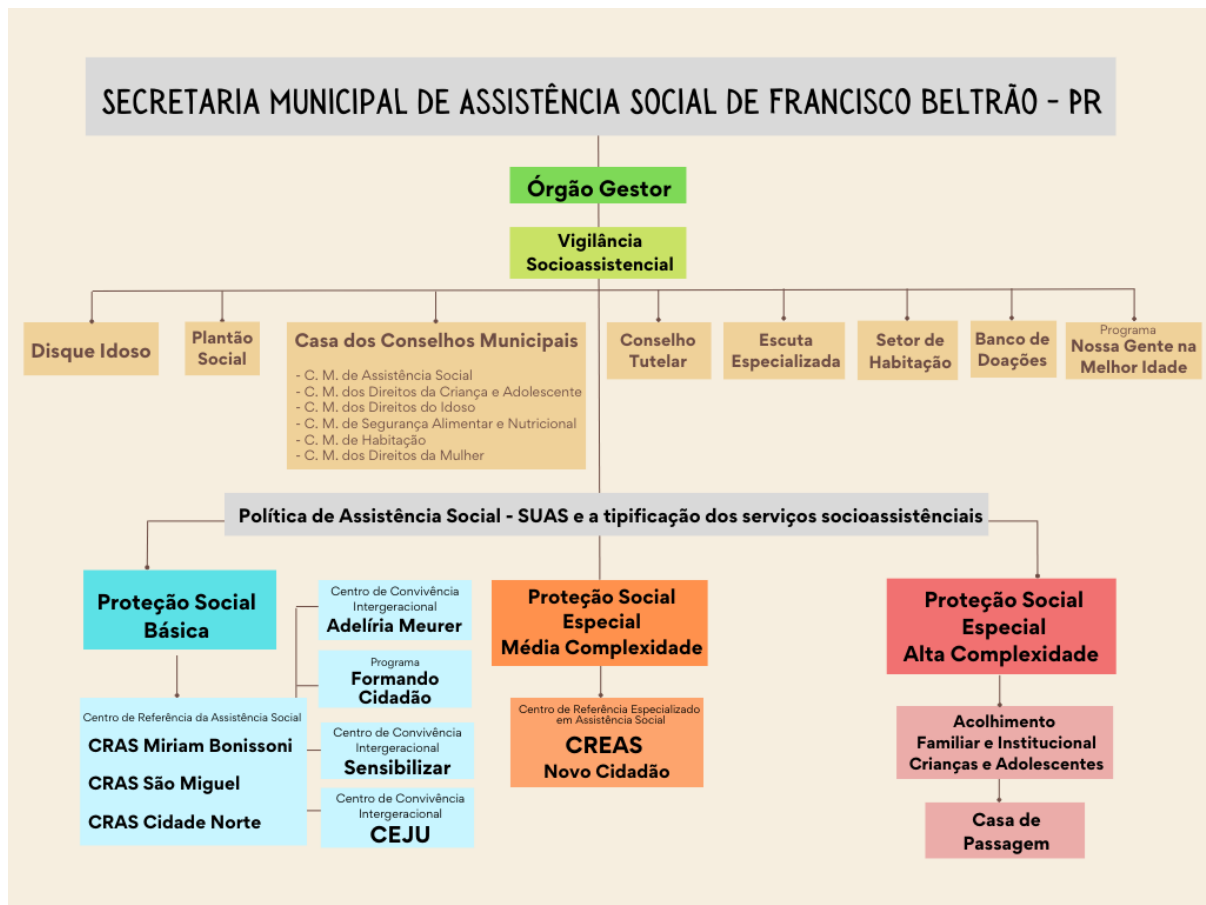 SECRETARIA MUNICIPAL DE ASSISTÊNCIA SOCIAL DE FRANCISCO BELTRÃO - PR
Órgão Gestor
Vigilância
Socioassistencial
Disque Idoso
Plantão
Social
Casa dos Conselhos Municipais
- C. M. de Assistência Social
- C. M. dos Direitos da Criança e Adolescente
- C. M. dos Direitos do Idoso
- C. M. de Segurança Alimentar e Nutricional
- C. M. de Habitação
- C. M. dos Direitos da Mulher
Conselho
Tutelar
Escuta
Especializada
Setor de
Habitação
Banco de
Doações
Programa
Nossa Gente na
Melhor Idade
Política de Assistência Social - SUAS e a tipificação dos serviços socioassistênciais
Proteção Social
Básica
Centro de Referência da Assistência Social
CRAS Miriam Bonissoni
CRAS São Miguel
CRAS Cidade Norte
Centro de Convivência
Intergeracional
Adelíria Meurer
Programa
Formando
Cidadão
Centro de Convivência
Intergeracional
Sensibilizar
Centro de Convivência
Intergeracional
CEJU
Proteção Social
Especial
Média Complexidade
Centro de Referência Especializado
em Assistência Social
CREAS
Novo Cidadão
Proteção Social
Especial
Alta Complexidade
Acolhimento
Familiar e Institucional
Crianças e Adolescentes
Casa de
Passagem